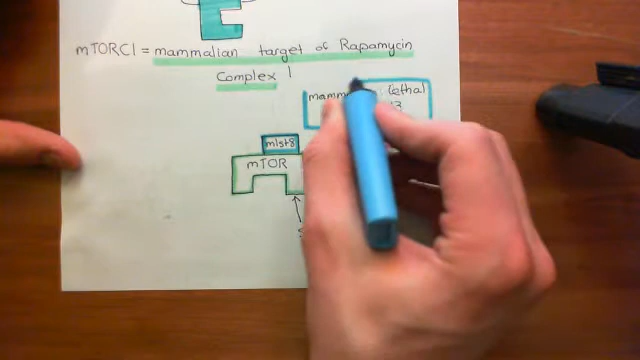 mTORC1 = mammalian target of Rapamycin
Complex 1
lethal
mlst8
mTOR